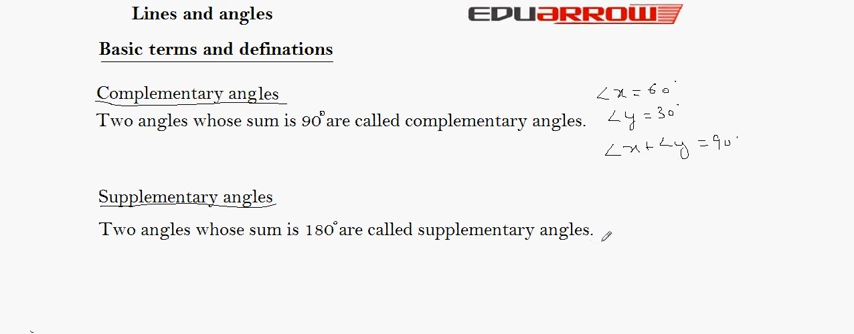 Lines and angles
EDUARROW
Basic terms and definations
Complementary angles
∠x = 60°
Two angles whose sum is 90° are called complementary angles.
∠y = 30°
∠x + ∠y = 90°
Supplementary angles
Two angles whose sum is 180° are called supplementary angles.